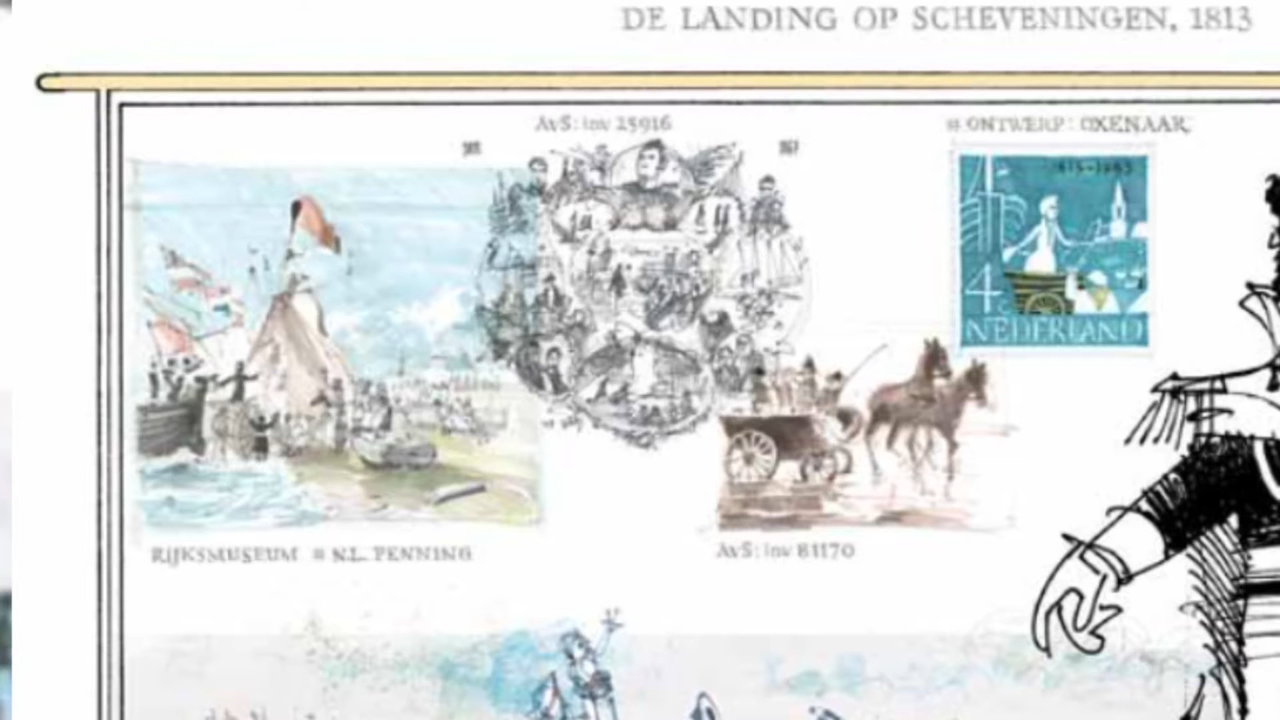 DE LANDING OP SCHEVENINGEN, 1813
AvS: inv 25916
ONTWERP: OXENAAR
1813-1963
4c
NEDERLAND
RIJKSMUSEUM N.L. PENNING
AvS: inv 81170